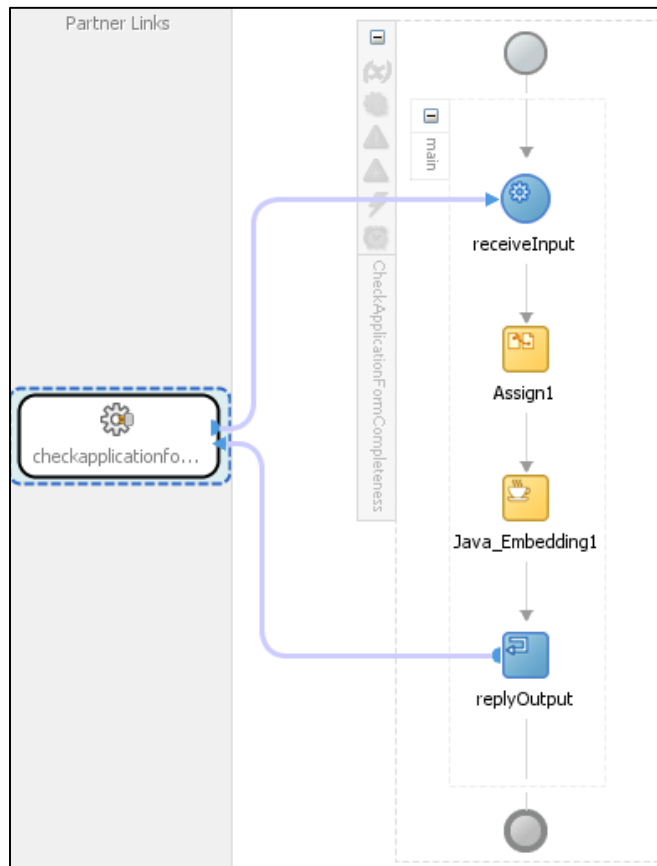 Partner Links
checkapplicationfo...
CheckApplicationFormCompleteness
main
receiveInput
Assign1
Java_Embedding1
replyOutput